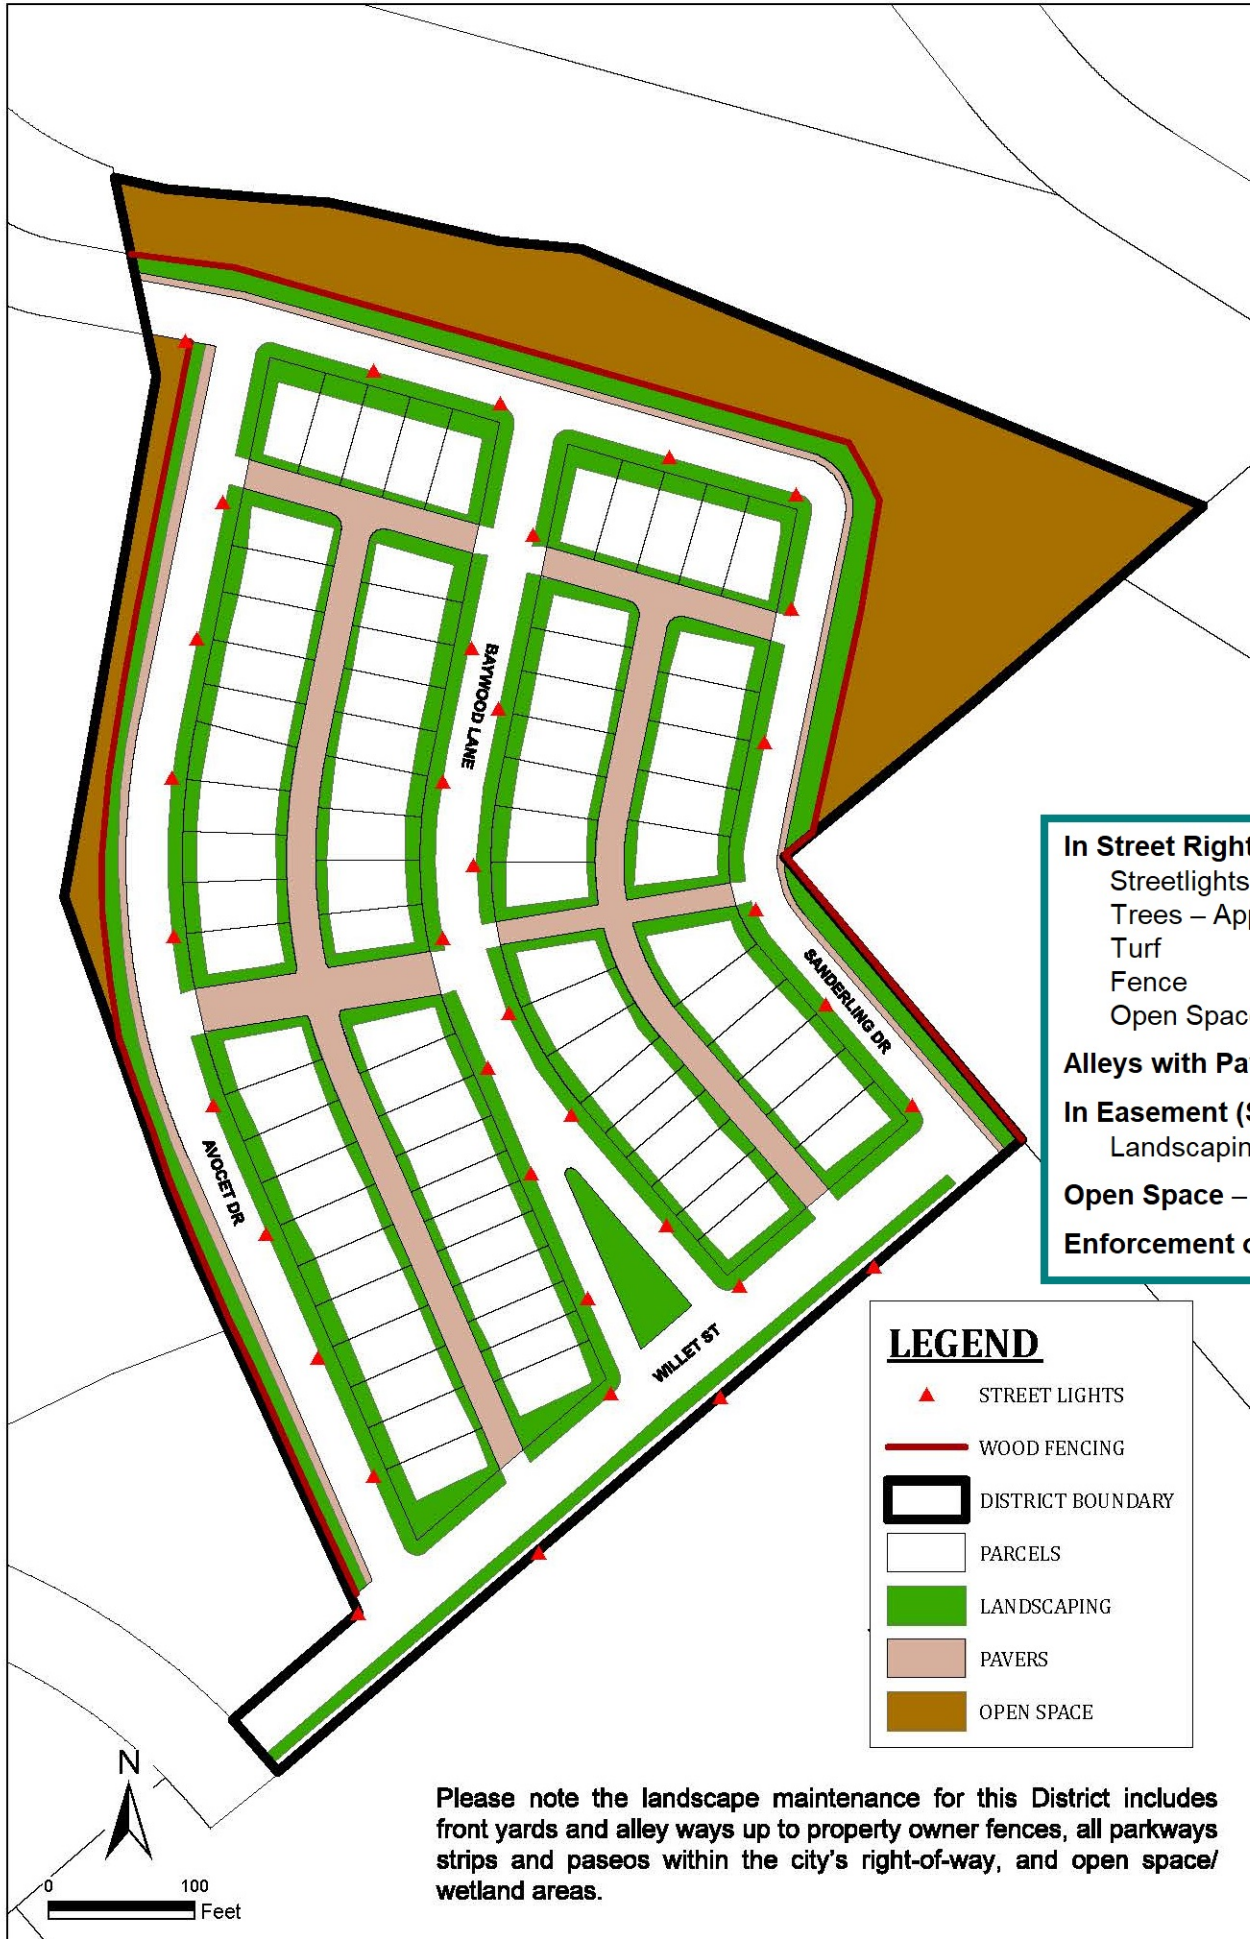 BAYWOOD LANE
SANDERLING DR
AVOCET DR
WILLET ST
In Street Right
Streetlights
Trees – App
Turf
Fence
Open Space
Alleys with Pa
In Easement (S
Landscapin
Open Space –
Enforcement o
LEGEND
STREET LIGHTS
WOOD FENCING
DISTRICT BOUNDARY
PARCELS
LANDSCAPING
PAVERS
OPEN SPACE
N
0 100
Feet
Please note the landscape maintenance for this District includes
front yards and alley ways up to property owner fences, all parkways
strips and paseos within the city's right-of-way, and open space/
wetland areas.